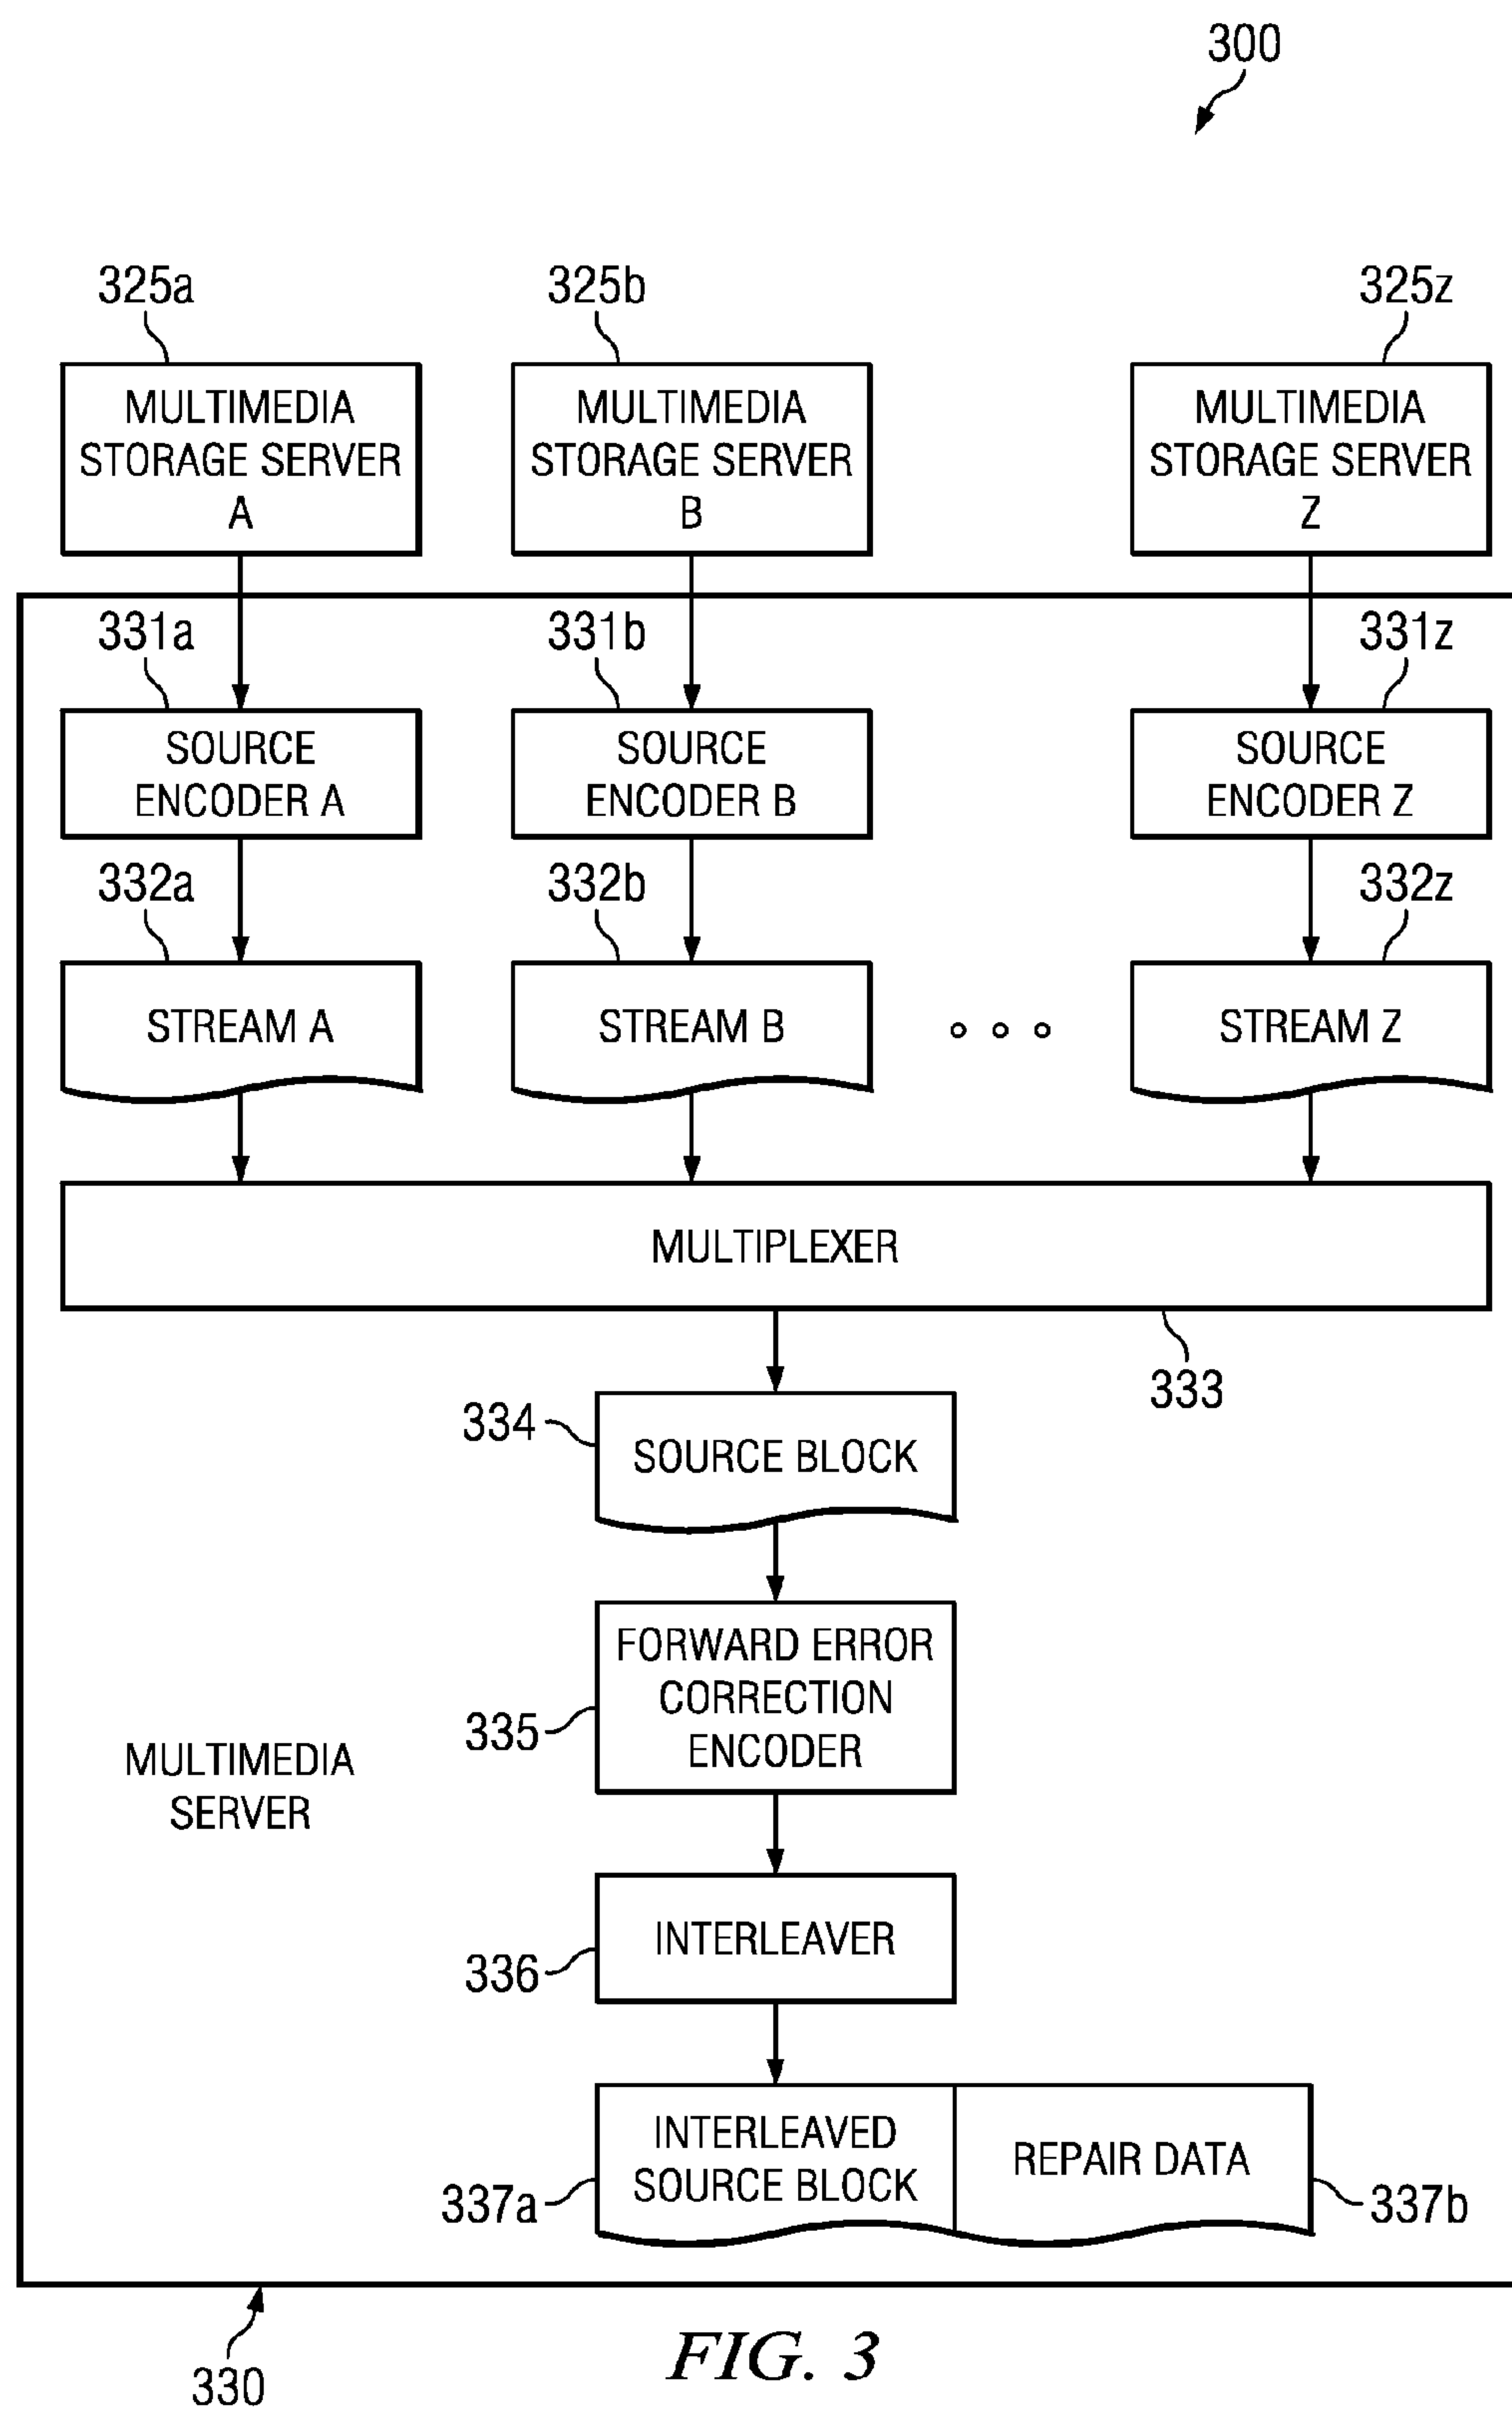 300
325a
325b
325z
MULTIMEDIA
STORAGE SERVER
A
MULTIMEDIA
STORAGE SERVER
B
MULTIMEDIA
STORAGE SERVER
Z
331a
331b
331z
SOURCE
ENCODER A
SOURCE
ENCODER B
SOURCE
ENCODER Z
332a
332b
332z
STREAM A
STREAM B
STREAM Z
MULTIPLEXER
333
334
SOURCE BLOCK
FORWARD ERROR
CORRECTION
ENCODER
335
MULTIMEDIA
SERVER
INTERLEAVER
336
INTERLEAVED
SOURCE BLOCK
REPAIR DATA
337a
337b
330
FIG. 3